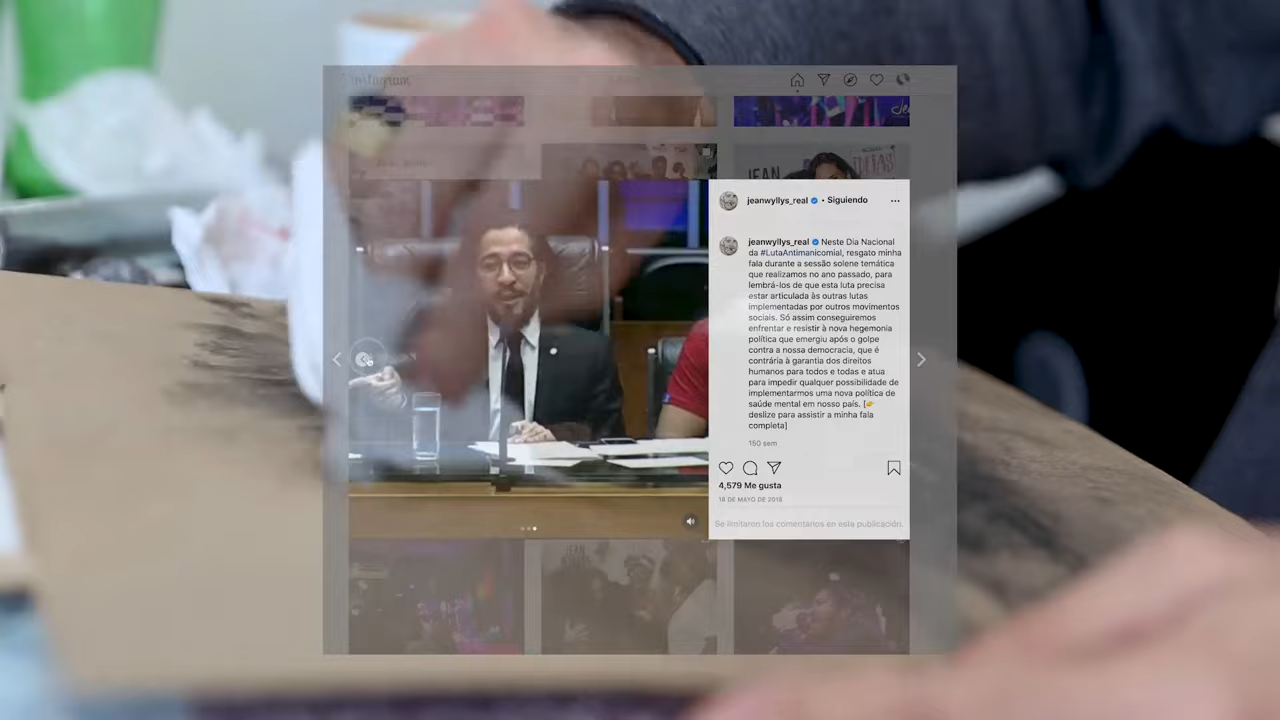 Instagram
JEAN
jeanwyllys_real • Siguiendo
jeanwyllys_real Neste Dia Nacional
da #LutaAntimanicomial, resgato minha
fala durante a sessão solene temática
que realizamos no ano passado, para
lembrá-los de que esta luta precisa
estar articulada às outras lutas
implementadas por outros movimentos
sociais. Só assim conseguiremos
enfrentar e resistir à nova hegemonia
política que emergiu após o golpe
contra a nossa democracia, que é
contrária à garantia dos direitos
humanos para todos e todas e atua
para impedir qualquer possibilidade de
implementarmos uma nova política de
saúde mental em nosso país. [👉
deslize para assistir a minha fala
completa]
150 sem
4,579 Me gusta
18 DE MAYO DE 2018
Se limitaron los comentarios en esta publicación.
JEAN